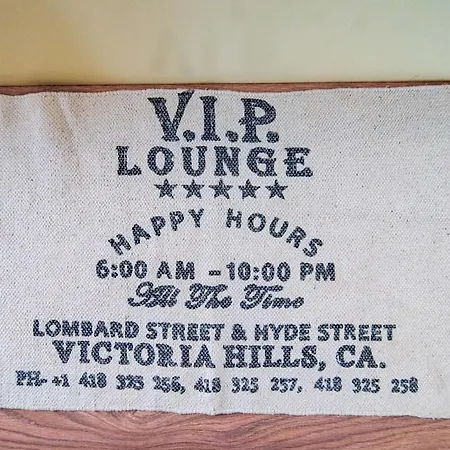 V.I.P.
LOUNGE
★★★★★
HAPPY HOURS
6:00 AM – 10:00 PM
All The Time
LOMBARD STREET & HYDE STREET
VICTORIA HILLS, CA.
PH- +1 418 325 256, 418 325 257, 418 325 258